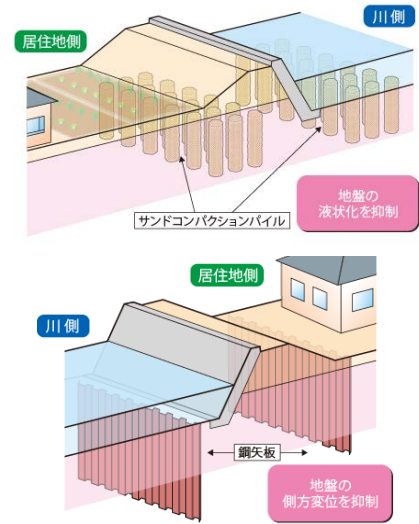 川側
居住地側
サンドコンパクションパイル
地盤の
液状化を抑制
居住地側
川側
鋼矢板
地盤の
側方変位を抑制